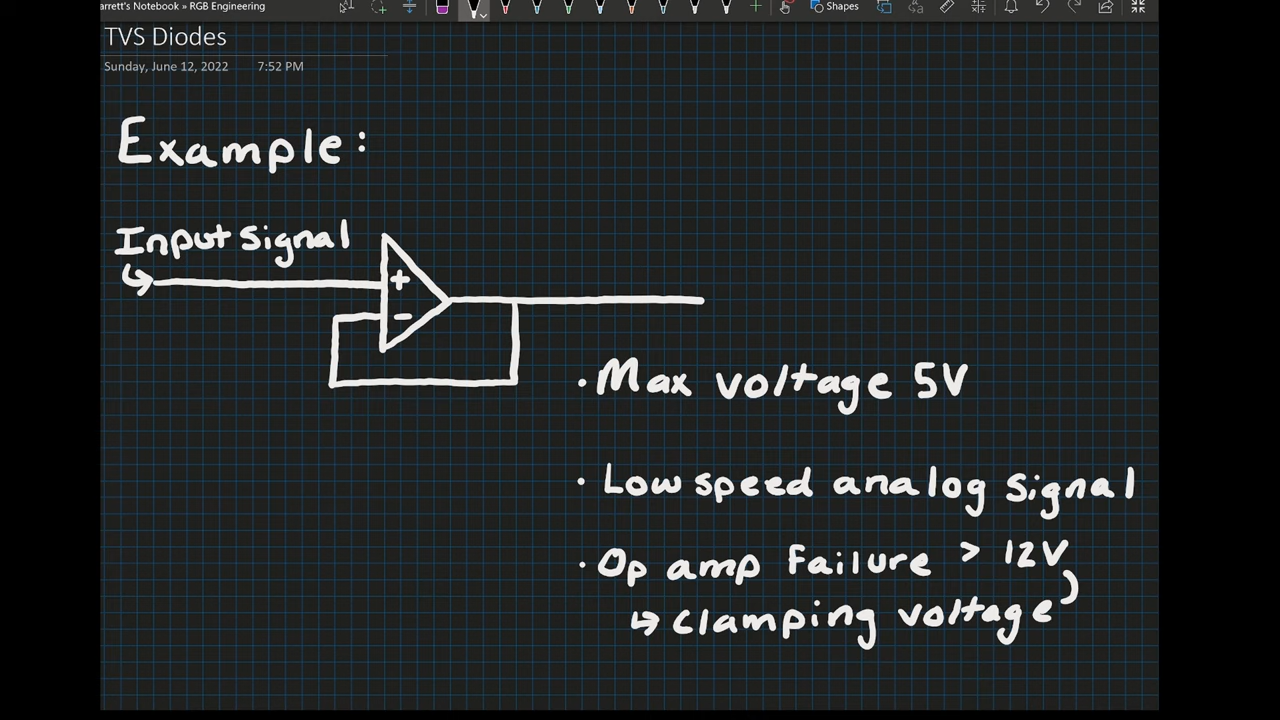 arrett's Notebook » RGB Engineering
Shapes
TVS Diodes
Sunday, June 12, 2022 7:52 PM
Example:
Input signal
+
-
• Max voltage 5V
• Low speed analog signal
• Op amp Failure > 12V
↳ Clamping voltage